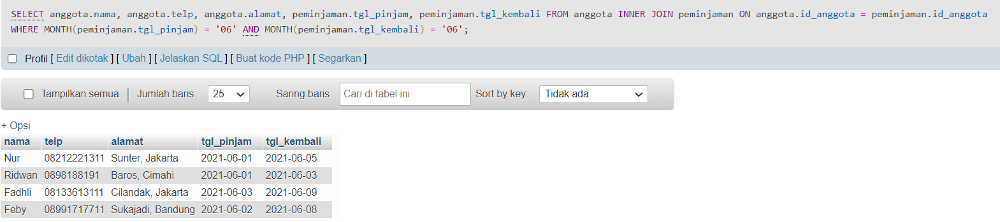 SELECT anggota.nama, anggota.telp, anggota.alamat, peminjaman.tgl_pinjam, peminjaman.tgl_kembali FROM anggota INNER JOIN peminjaman ON anggota.id_anggota = peminjaman.id_anggota
WHERE MONTH(peminjaman.tgl_pinjam) = '06' AND MONTH(peminjaman.tgl_kembali) = '06';
Profil [ Edit dikotak ] [ Ubah ] [ Jelaskan SQL ] [ Buat kode PHP ] [ Segarkan ]
Tampilkan semua | Jumlah baris: 25 Saring baris: Cari di tabel ini Sort by key: Tidak ada
+ Opsi
nama telp alamat tgl_pinjam tgl_kembali
Nur 08212221311 Sunter, Jakarta 2021-06-01 2021-06-05
Ridwan 0898188191 Baros, Cimahi 2021-06-01 2021-06-03
Fadhli 08133613111 Cilandak, Jakarta 2021-06-03 2021-06-09
Feby 08991717711 Sukajadi, Bandung 2021-06-02 2021-06-08